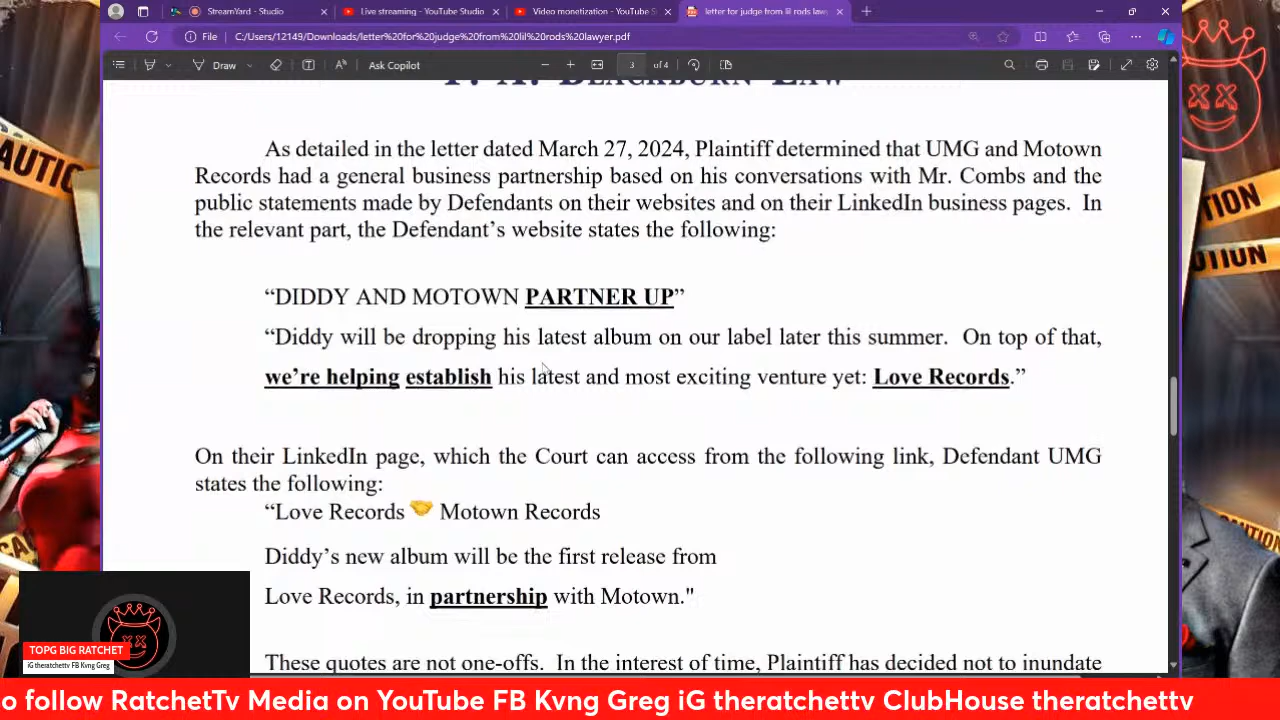 StreamYard - Studio
Live streaming - YouTube Studio
Video monetization - YouTube S
letter for judge from lil rods law
File
C:/Users/12149/Downloads/letter%20for%20judge%20from%20lil%20rods%20lawyer.pdf
Draw
Ask Copilot
3 of 4
T. A. BLACKBURN LAW
As detailed in the letter dated March 27, 2024, Plaintiff determined that UMG and Motown
Records had a general business partnership based on his conversations with Mr. Combs and the
public statements made by Defendants on their websites and on their LinkedIn business pages. In
the relevant part, the Defendant’s website states the following:
“DIDDY AND MOTOWN PARTNER UP”
“Diddy will be dropping his latest album on our label later this summer. On top of that,
we’re helping establish his latest and most exciting venture yet: Love Records.”
On their LinkedIn page, which the Court can access from the following link, Defendant UMG
states the following:
“Love Records 🤝 Motown Records
Diddy’s new album will be the first release from
Love Records, in partnership with Motown."
These quotes are not one-offs. In the interest of time, Plaintiff has decided not to inundate
CAUTION
TION
UTION
TOPG BIG RATCHET
iG theratchettv FB Kvng Greg
o follow RatchetTv Media on YouTube FB Kvng Greg iG theratchettv ClubHouse theratchettv